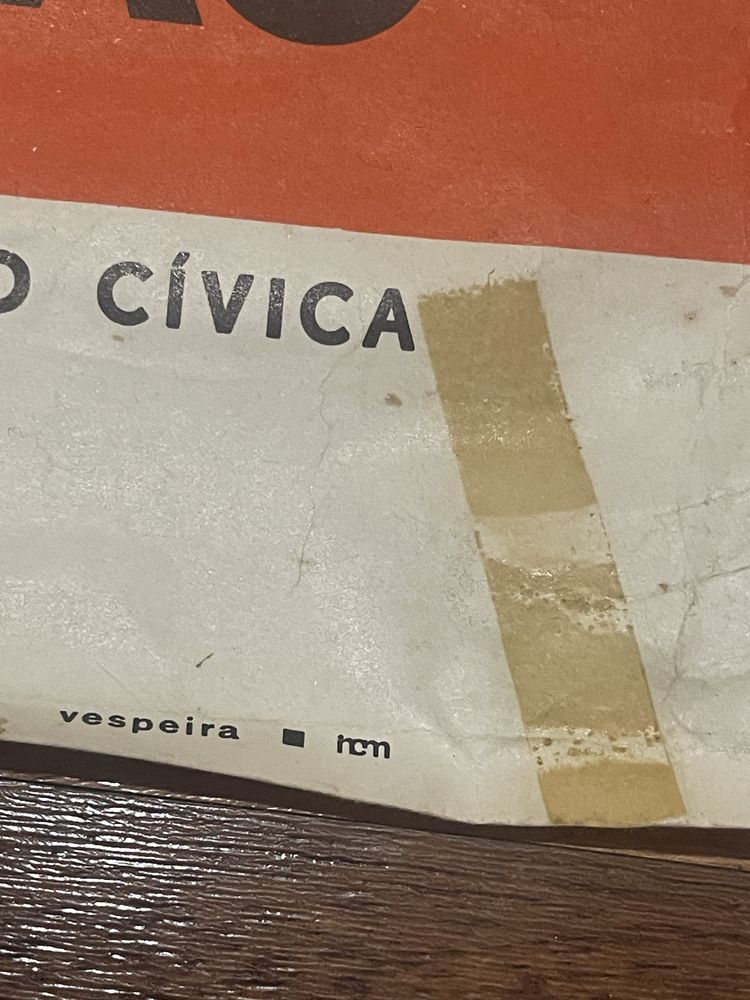 O CÍVICA
vespeira ■ incm